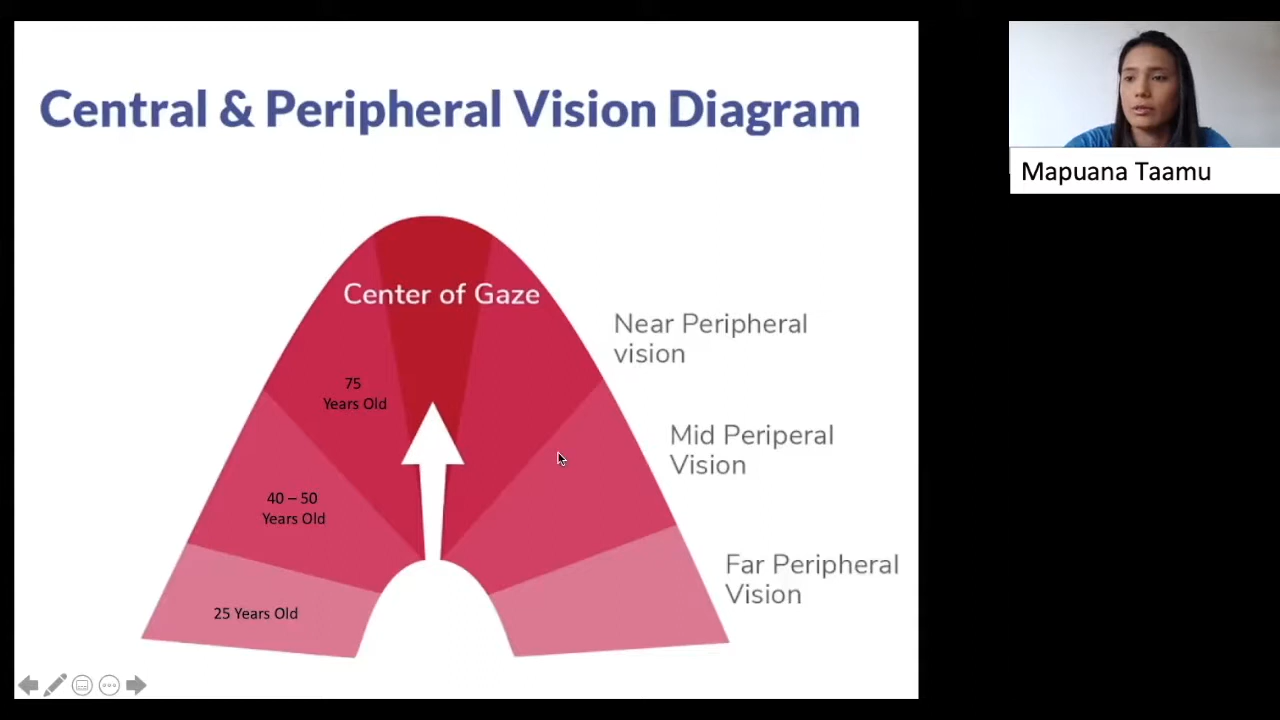 Central & Peripheral Vision Diagram
Mapuana Taamu
Center of Gaze
Near Peripheral
vision
75
Years Old
Mid Periperal
Vision
40 – 50
Years Old
Far Peripheral
Vision
25 Years Old